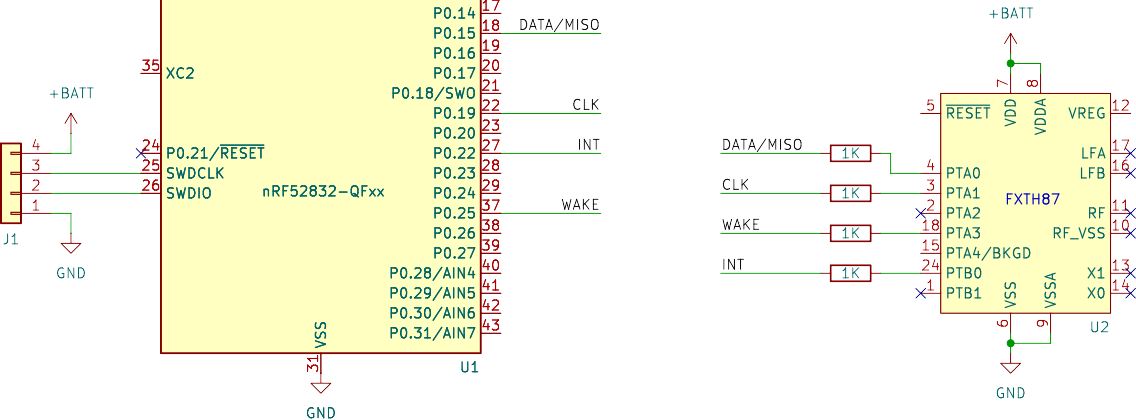 P0.14 17
P0.15 18 DATA/MISO
P0.16 19
35 XC2 P0.17 20
P0.18/SWO 21
P0.19 22 CLK
P0.20 23
24 P0.21/RESET P0.22 27 INT
25 SWDCLK P0.23 28
26 SWDIO nRF52832-QFxx P0.24 29
P0.25 37 WAKE
P0.26 38
P0.27 39
P0.28/AIN4 40
P0.29/AIN5 41
P0.30/AIN6 42
P0.31/AIN7 43
VSS
31
U1
GND
+BATT
4
3
2
1
J1
GND
+BATT
7 8
5 RESET VDD VDDA VREG 12
DATA/MISO 1K LFA 17
4 PTA0 LFB 16
CLK 1K 3 PTA1 FXTH87
2 PTA2 RF 11
WAKE 1K 18 PTA3 RF_VSS 10
15 PTA4/BKGD
INT 1K 24 PTB0 X1 13
1 PTB1 VSS VSSA X0 14
6 9
U2
GND